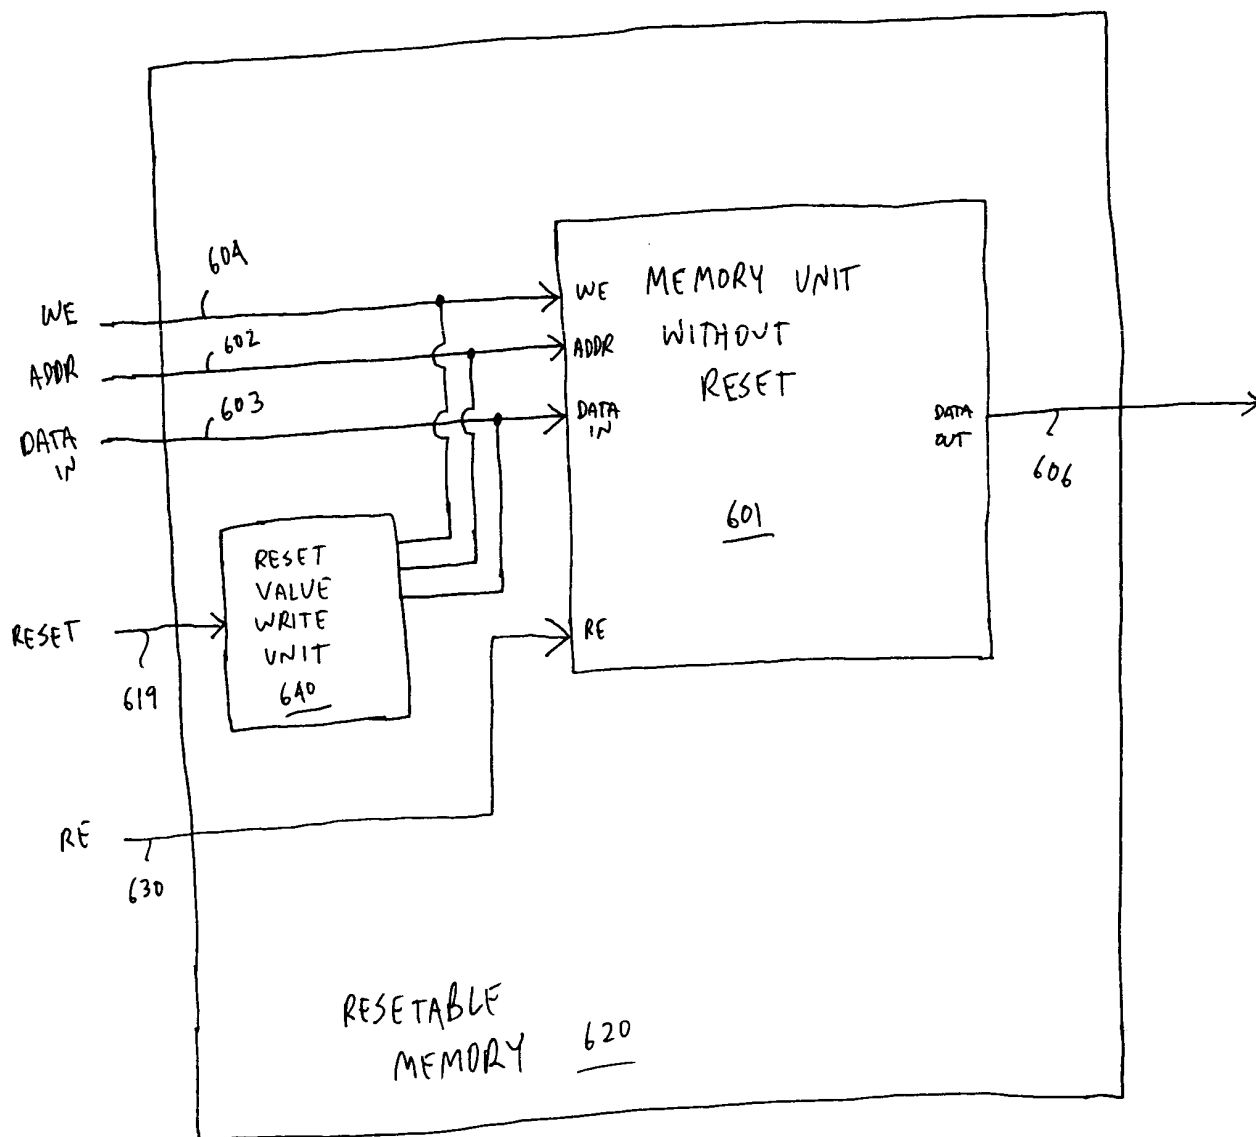 604
WE
602
ADDR
603
DATA
IN
WE
ADDR
DATA
IN
MEMORY UNIT
WITHOUT
RESET
601
DATA
OUT
606
RE
RESET
VALUE
WRITE
UNIT
640
RESET
619
RE
630
RESETABLE
MEMORY 620